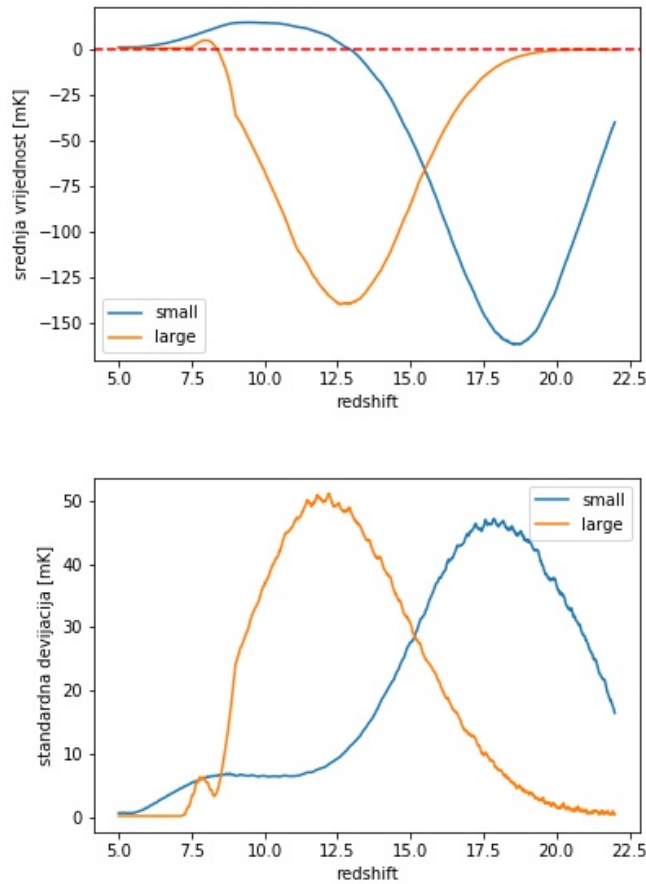 0
−25
−50
−75
−100
−125
−150
srednja vrijednost [mK]
small
large
5.0 7.5 10.0 12.5 15.0 17.5 20.0 22.5
redshift
50
40
30
20
10
0
standardna devijacija [mK]
small
large
5.0 7.5 10.0 12.5 15.0 17.5 20.0 22.5
redshift